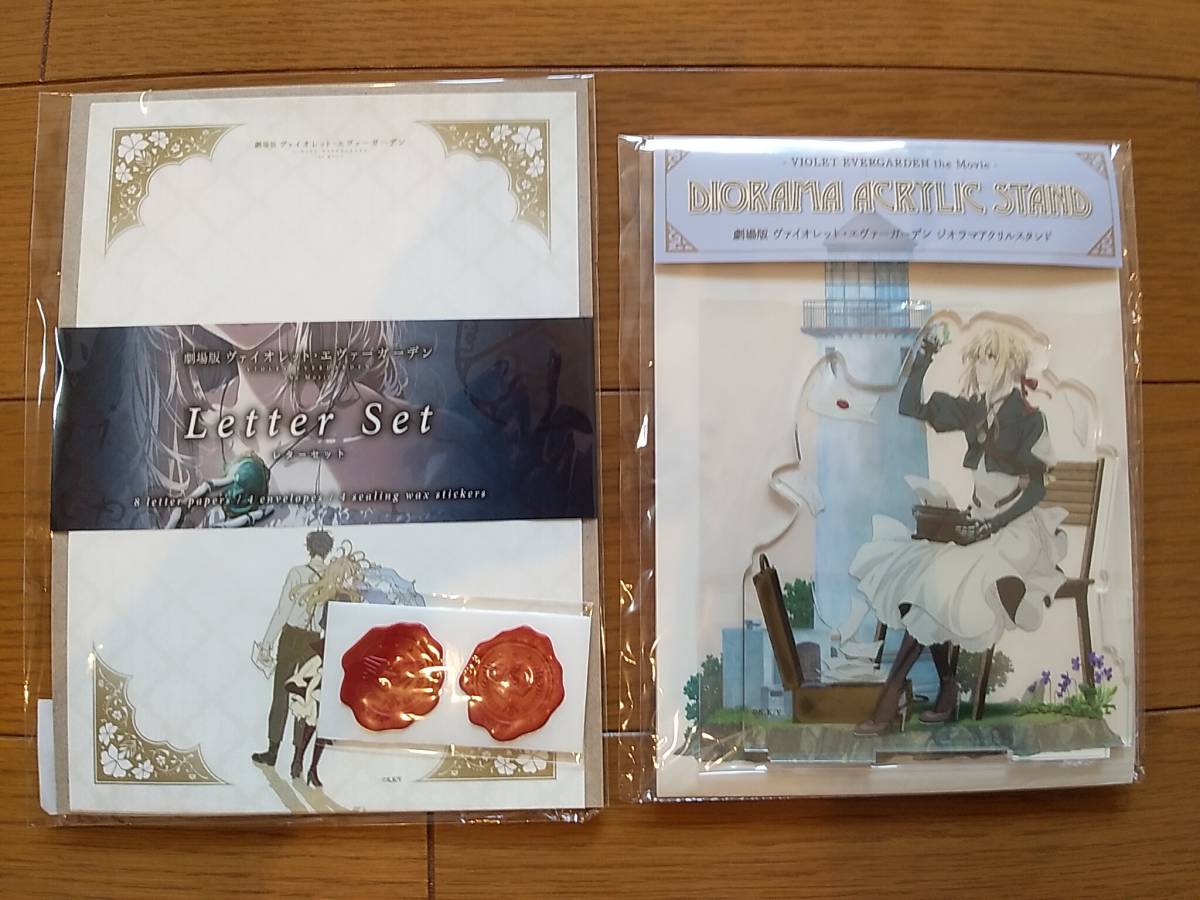 劇場版 ヴァイオレット・エヴァーガーデン
劇場版 ヴァイオレット・エヴァーガーデン
Letter Set
レターセット
8 letter papers / 4 envelopes / 4 sealing wax stickers
©K.K/V
- VIOLET EVERGARDEN the Movie -
DIORAMA ACRYLIC STAND
劇場版 ヴァイオレット・エヴァーガーデン ジオラマアクリルスタンド
©K.K/V